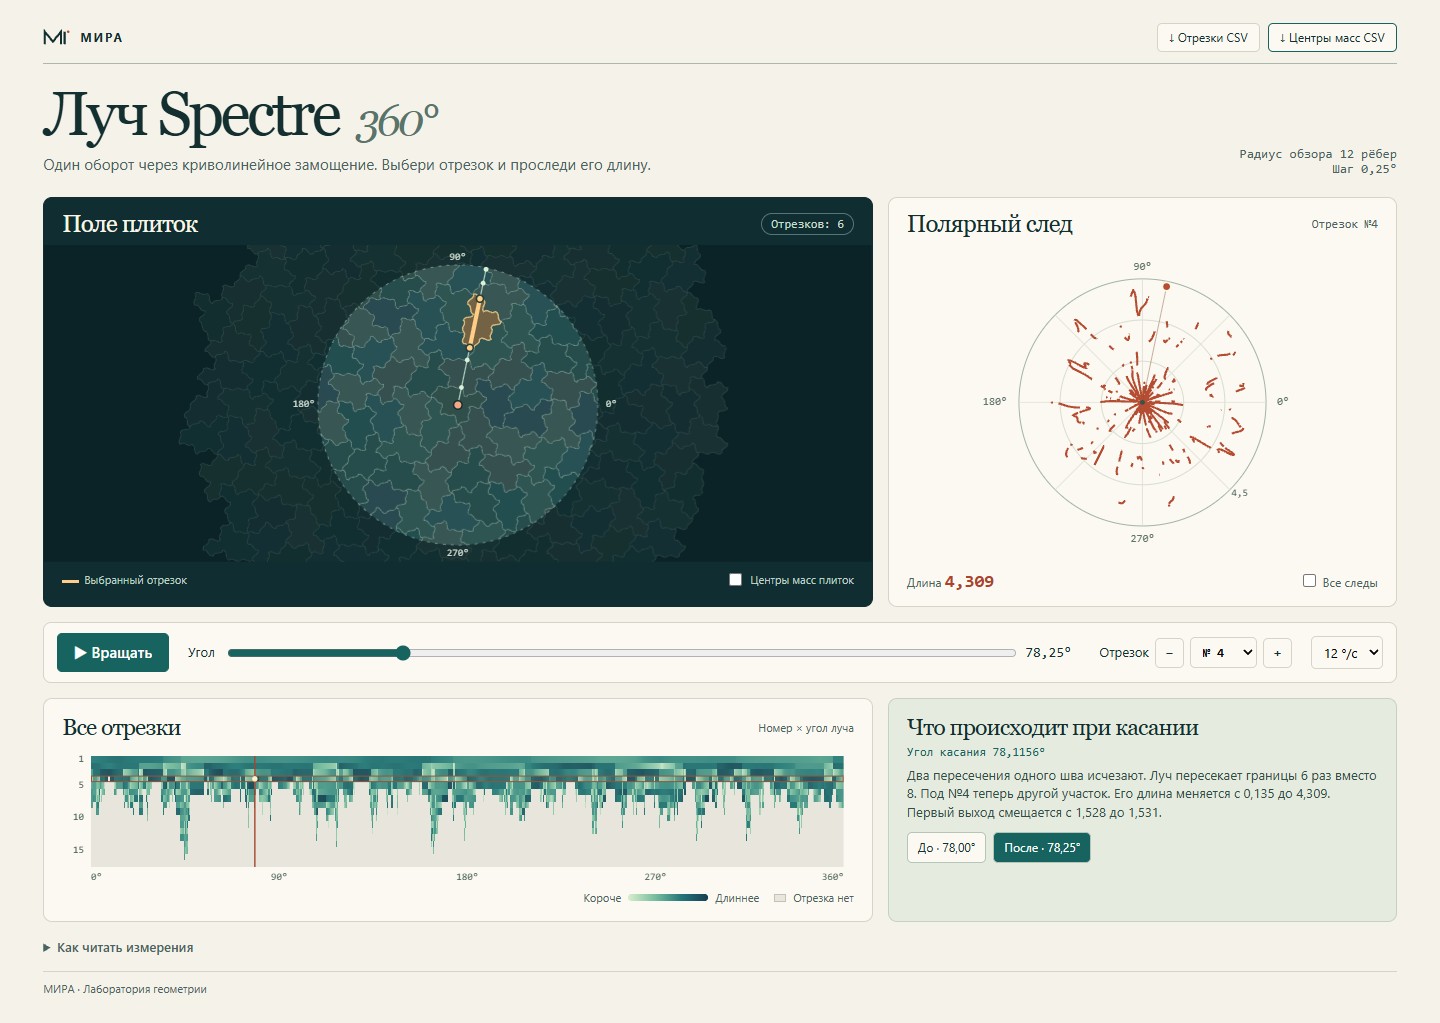 МИРА
↓ Отрезки CSV
↓ Центры масс CSV
Луч Spectre 360°
Один оборот через криволинейное замощение. Выбери отрезок и проследи его длину.
Радиус обзора 12 рёбер
Шаг 0,25°
Поле плиток
Отрезков: 6
90°
180°
0°
270°
Выбранный отрезок
Центры масс плиток
Полярный след
Отрезок №4
90°
180°
0°
4,5
270°
Длина 4,309
Все следы
▶ Вращать
Угол
78,25°
Отрезок
−
№ 4
+
12 °/с
Все отрезки
Номер × угол луча
1
5
10
15
0°
90°
180°
270°
360°
Короче
Длиннее
Отрезка нет
Что происходит при касании
Угол касания 78,1156°
Два пересечения одного шва исчезают. Луч пересекает границы 6 раз вместо
8. Под №4 теперь другой участок. Его длина меняется с 0,135 до 4,309.
Первый выход смещается с 1,528 до 1,531.
До · 78,00°
После · 78,25°
▶ Как читать измерения
МИРА · Лаборатория геометрии